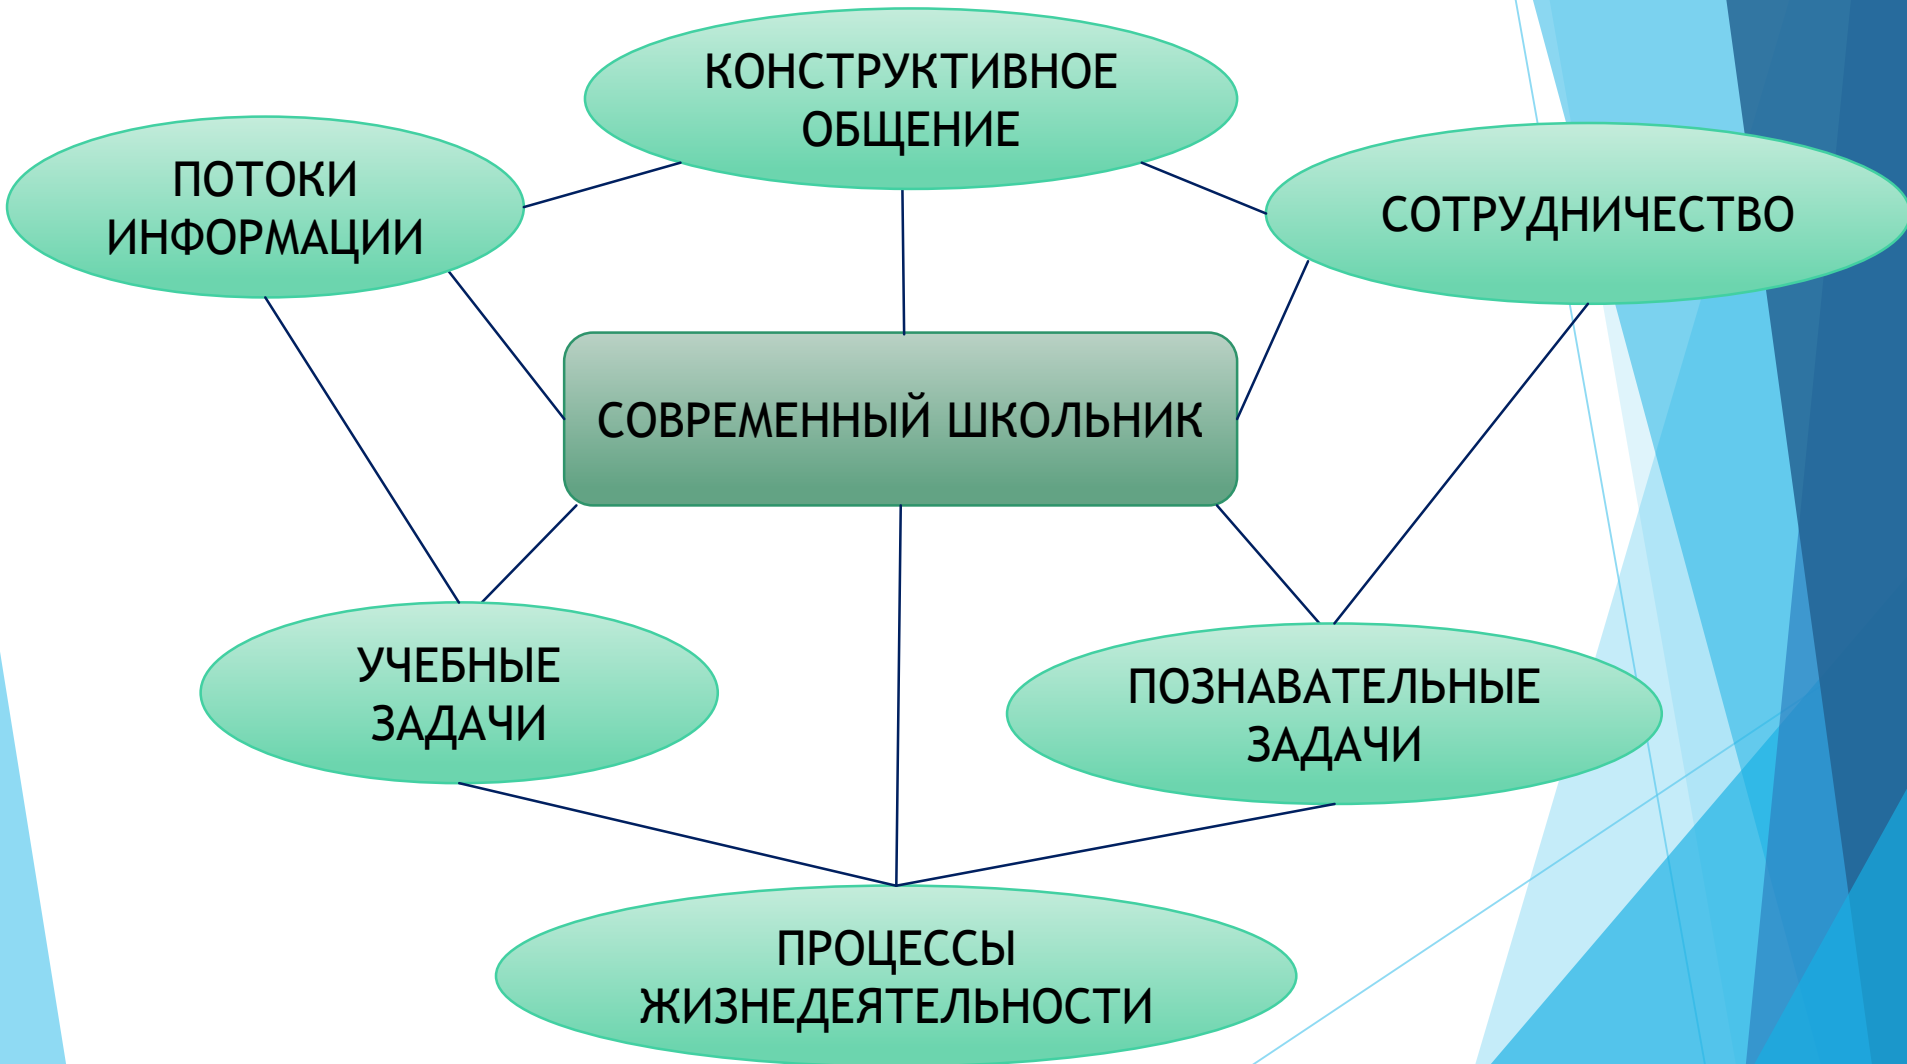 КОНСТРУКТИВНОЕ
ОБЩЕНИЕ
ПОТОКИ
ИНФОРМАЦИИ
СОТРУДНИЧЕСТВО
СОВРЕМЕННЫЙ ШКОЛЬНИК
УЧЕБНЫЕ
ЗАДАЧИ
ПОЗНАВАТЕЛЬНЫЕ
ЗАДАЧИ
ПРОЦЕССЫ
ЖИЗНЕДЕЯТЕЛЬНОСТИ